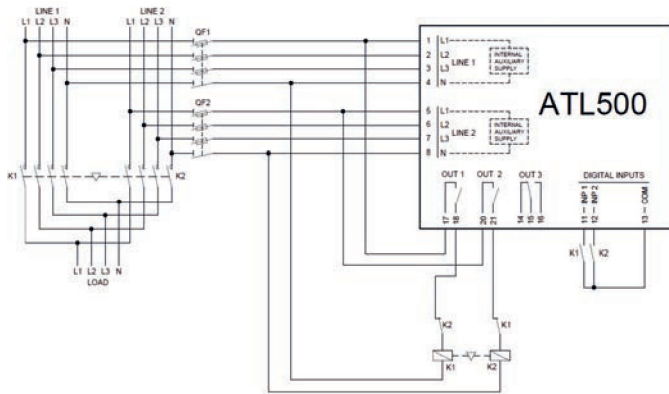 LINE 1 LINE 2
L1 L2 L3 N L1 L2 L3 N
QF1
1 L1
2 L2
3 L3
4 N
LINE 1
INTERNAL
AUXILIARY
SUPPLY
ATL500
QF2
5 L1
6 L2
7 L3
8 N
LINE 2
INTERNAL
AUXILIARY
SUPPLY
K1 K2
OUT 1 OUT 2 OUT 3
17 18 20 21 14 15 16
DIGITAL INPUTS
11 INP 1
12 INP 2
13 COM
K1 K2
L1 L2 L3 N
LOAD
K2 K1
K1 K2